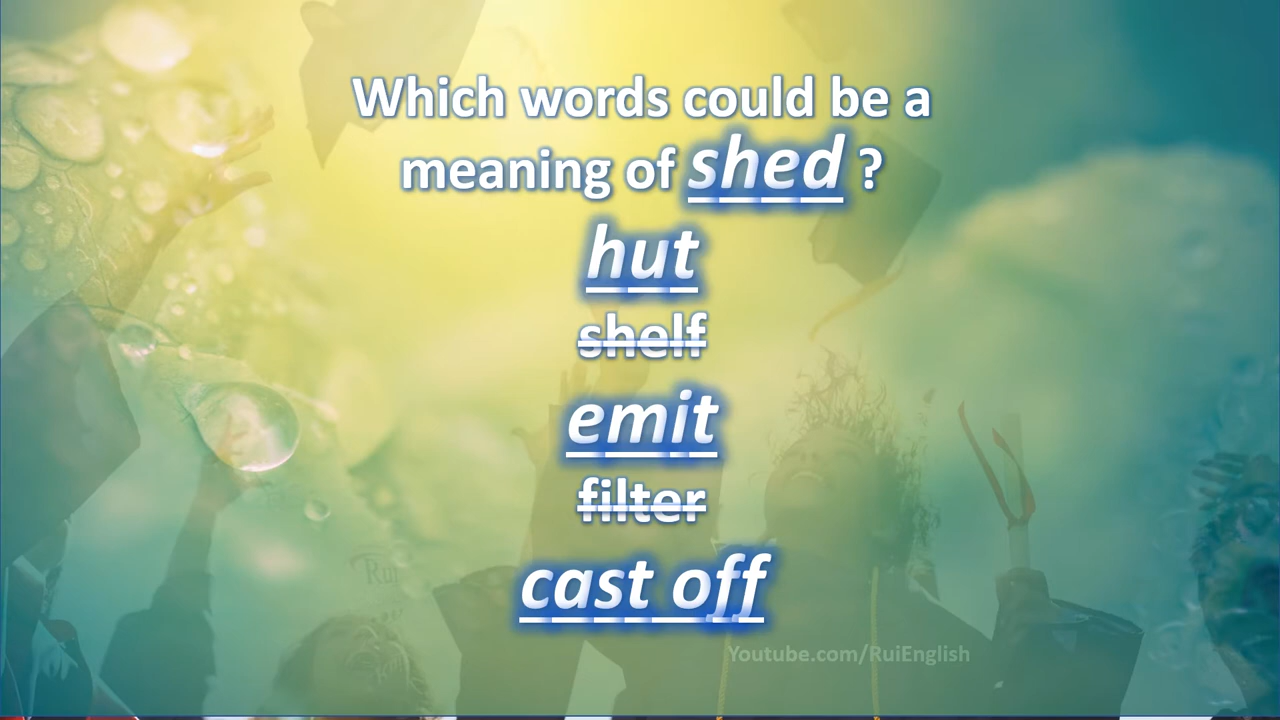 Which words could be a
meaning of shed ?
hut
shelf
emit
filter
cast off
Youtube.com/RuiEnglish